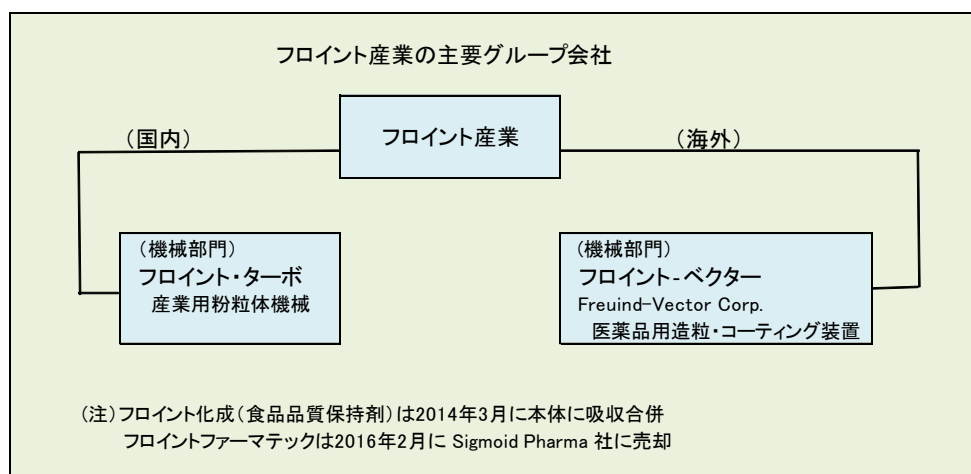 フロイント産業の主要グループ会社
フロイント産業
（国内）
（海外）
（機械部門）
フロイント・ターボ
産業用粉粒体機械
（機械部門）
フロイント-ベクター
Freuind-Vector Corp.
医薬品用造粒・コーティング装置
（注）フロイント化成（食品品質保持剤）は2014年3月に本体に吸収合併
フロイントファーマテックは2016年2月に Sigmoid Pharma 社に売却